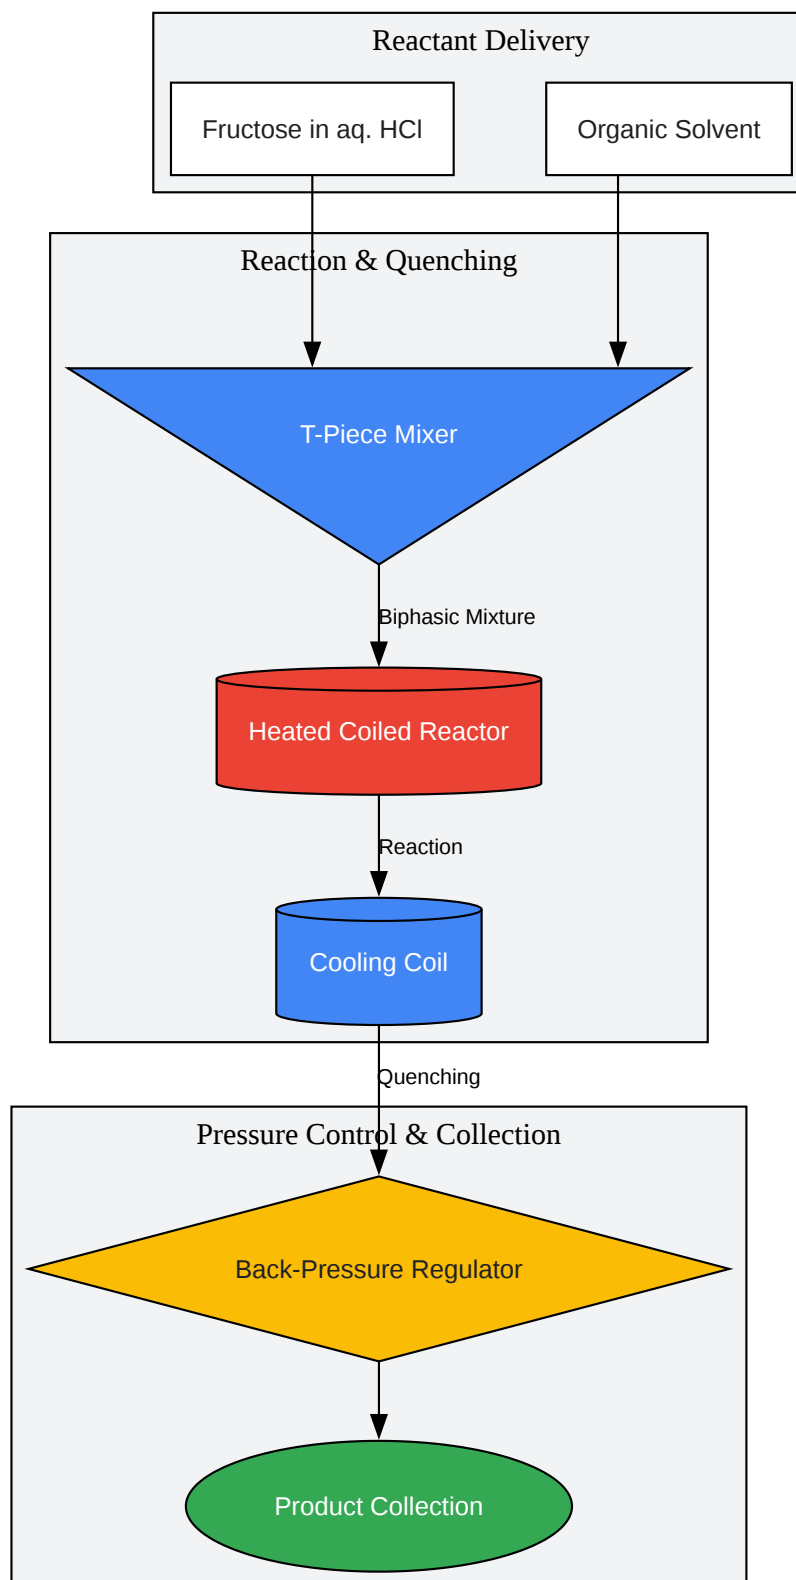 Reactant Delivery
Fructose in aq. HCl
Organic Solvent
Reaction & Quenching
T-Piece Mixer
Biphasic Mixture
Heated Coiled Reactor
Reaction
Cooling Coil
Quenching
Pressure Control & Collection
Back-Pressure Regulator
Product Collection